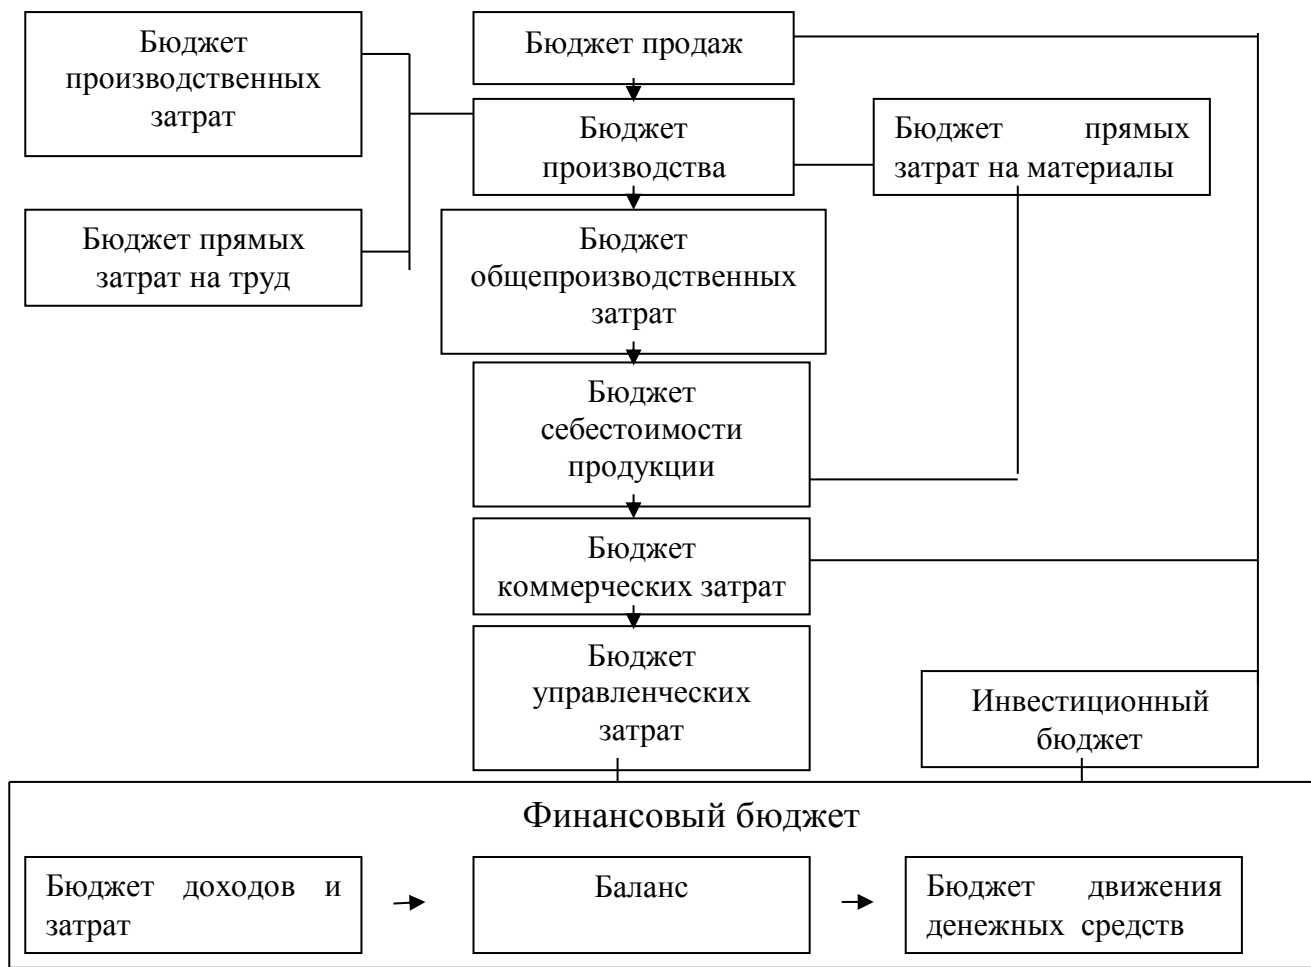 Бюджет
производственных
затрат
Бюджет продаж
Бюджет
производства
Бюджет прямых
затрат на материалы
Бюджет прямых
затрат на труд
Бюджет
общепроизводственных
затрат
Бюджет
себестоимости
продукции
Бюджет
коммерческих затрат
Бюджет
управленческих
затрат
Инвестиционный
бюджет
Финансовый бюджет
Бюджет доходов и
затрат
Баланс
Бюджет движения
денежных средств